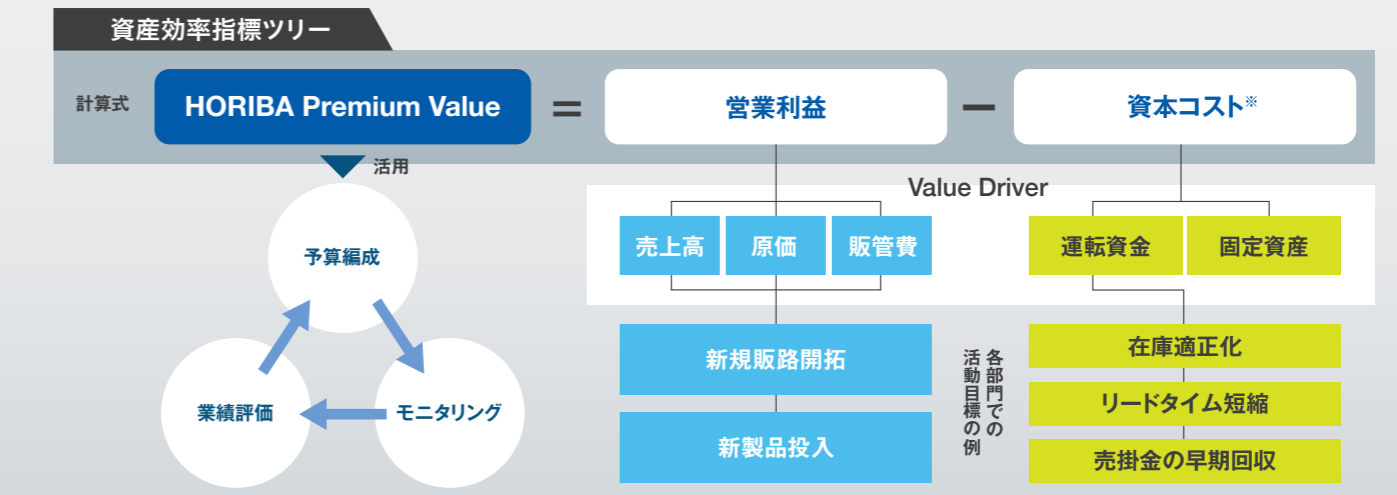 資産効率指標ツリー
計算式
HORIBA Premium Value
=
営業利益
−
資本コスト※
活用
予算編成
モニタリング
業績評価
Value Driver
売上高
原価
販管費
運転資金
固定資産
新規販路開拓
新製品投入
各部門での
活動目標の例
在庫適正化
リードタイム短縮
売掛金の早期回収